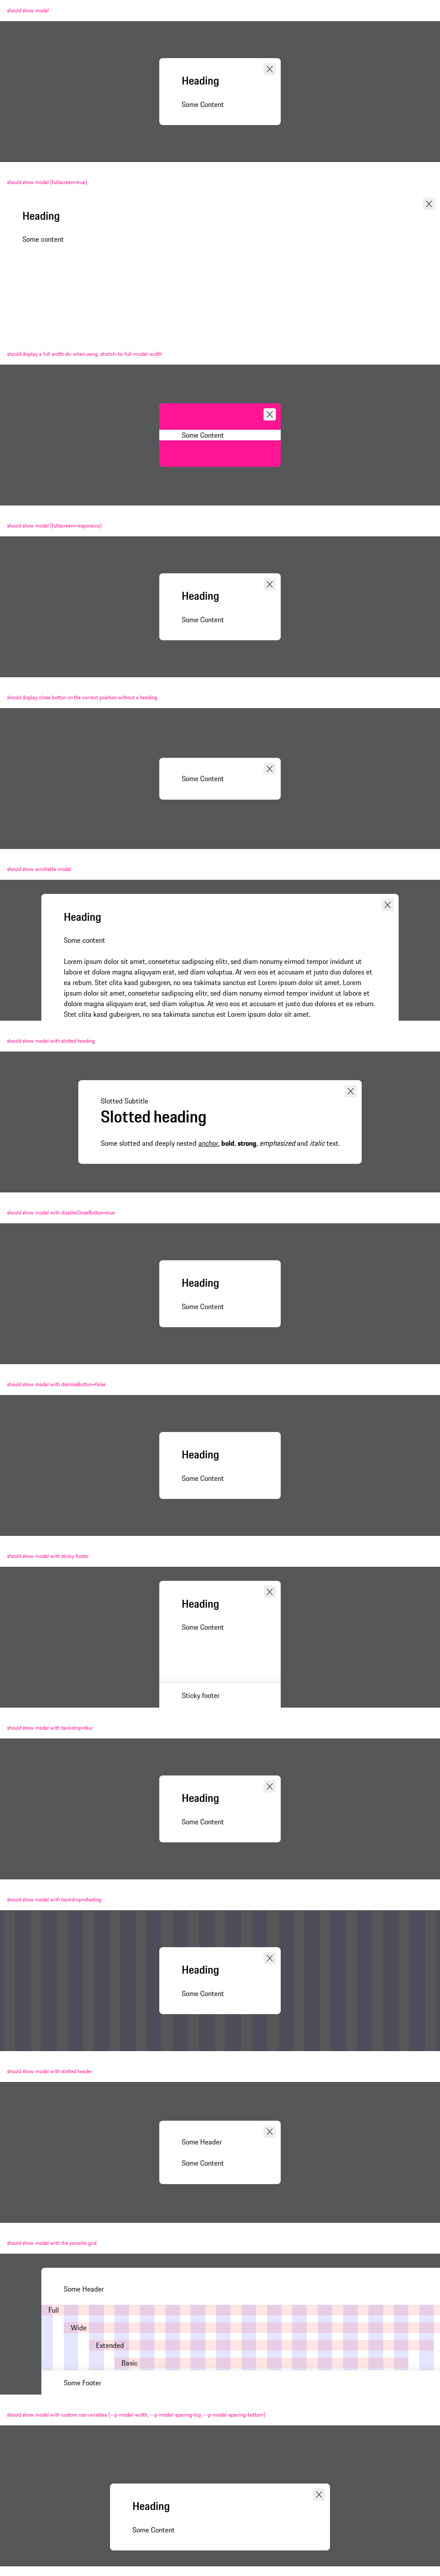 should show modal
Heading
Some Content
should show modal [fullscreen=true]
Heading
Some content
should display a full width div when using .stretch-to-full-modal-width
Some Content
should show modal [fullscreen=responsive]
Heading
Some Content
should display close button on the correct position without a heading .
Some Content
should show scrollable modal
Heading
Some content
Lorem ipsum dolor sit amet, consetetur sadipscing elitr, sed diam nonumy eirmod tempor invidunt ut
labore et dolore magna aliquyam erat, sed diam voluptua. At vero eos et accusam et justo duo dolores et
ea rebum. Stet clita kasd gubergren, no sea takimata sanctus est Lorem ipsum dolor sit amet. Lorem
ipsum dolor sit amet, consetetur sadipscing elitr, sed diam nonumy eirmod tempor invidunt ut labore et
dolore magna aliquyam erat, sed diam voluptua. At vero eos et accusam et justo duo dolores et ea rebum.
Stet clita kasd gubergren, no sea takimata sanctus est Lorem ipsum dolor sit amet.
should show modal with slotted heading
Slotted Subtitle
Slotted heading
Some slotted and deeply nested anchor, bold, strong, emphasized and italic text.
should show modal with disableCloseButton=true
Heading
Some Content
should show modal with dismissButton=false
Heading
Some Content
should show modal with sticky footer
Heading
Some Content
Sticky footer
should show modal with backdrop=blur
Heading
Some Content
should show modal with backdrop=shading
Heading
Some Content
should show modal with slotted header
Some Header
Some Content
should show modal with the porsche grid
Some Header
Full
Wide
Extended
Basic
Some Footer
should show modal with custom css variables [--p-modal-width, --p-modal-spacing-top, --p-modal-spacing-bottom]
Heading
Some Content